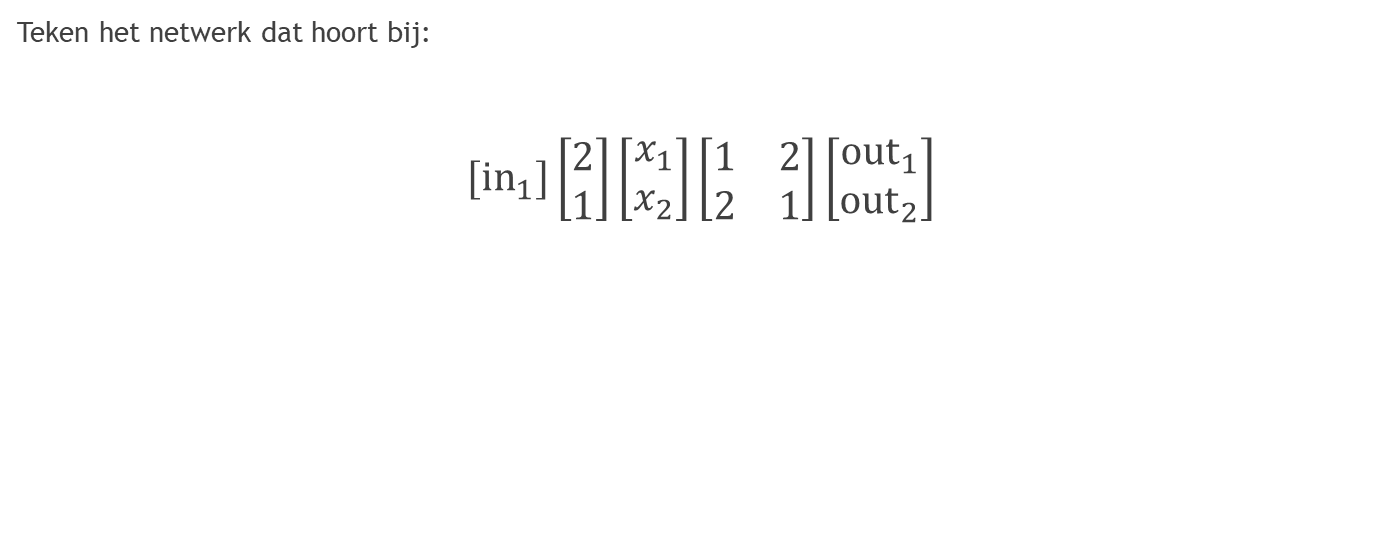 Teken het netwerk dat hoort bij:
[in₁] [2 1] [x₁ x₂] [1 2 2 1] [out₁ out₂]